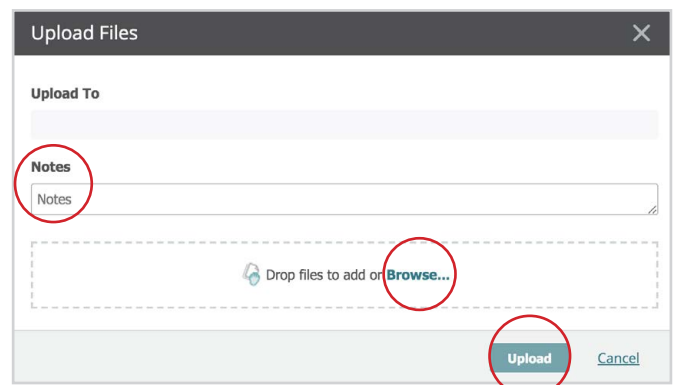 Upload Files
Upload To
Notes
Notes
Drop files to add or Browse...
Upload Cancel